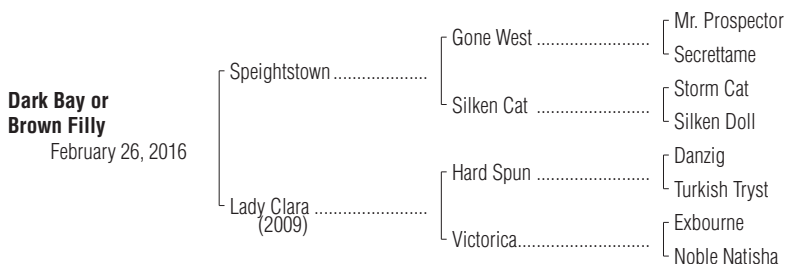 Dark Bay or
Brown Filly
February 26, 2016
Speightstown....................
Lady Clara ........................
(2009)
Gone West ........................
Silken Cat ........................
Hard Spun ........................
Victorica............................
Mr. Prospector
Secrettame
Storm Cat
Silken Doll
Danzig
Turkish Tryst
Exbourne
Noble Natisha